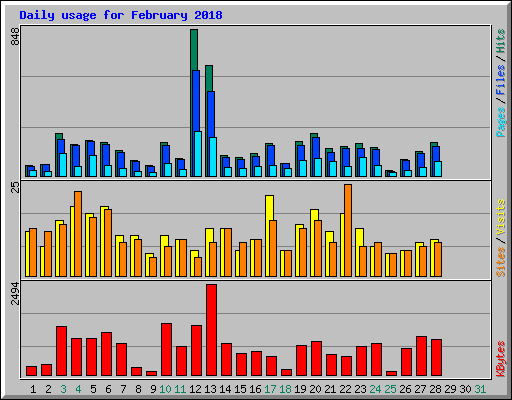 Daily usage for February 2018
848
Pages / Files / Hits
25
Sites / Visits
2494
KBytes
1 2 3 4 5 6 7 8 9 10 11 12 13 14 15 16 17 18 19 20 21 22 23 24 25 26 27 28 29 30 31